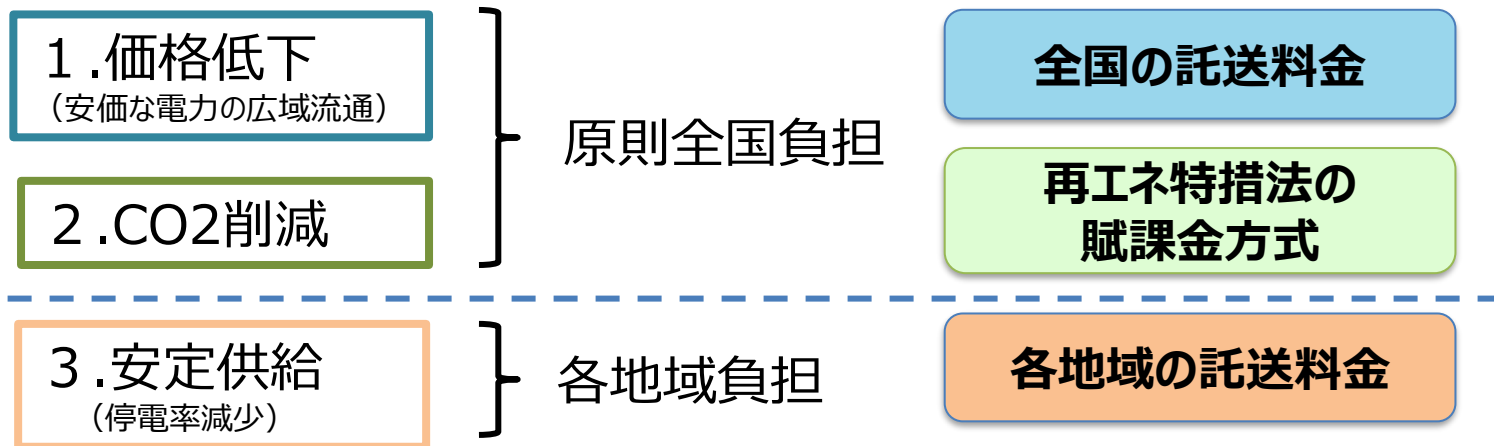 １.価格低下
（安価な電力の広域流通）
２.CO2削減
原則全国負担
全国の託送料金
再エネ特措法の
賦課金方式
３.安定供給
（停電率減少）
各地域負担
各地域の託送料金